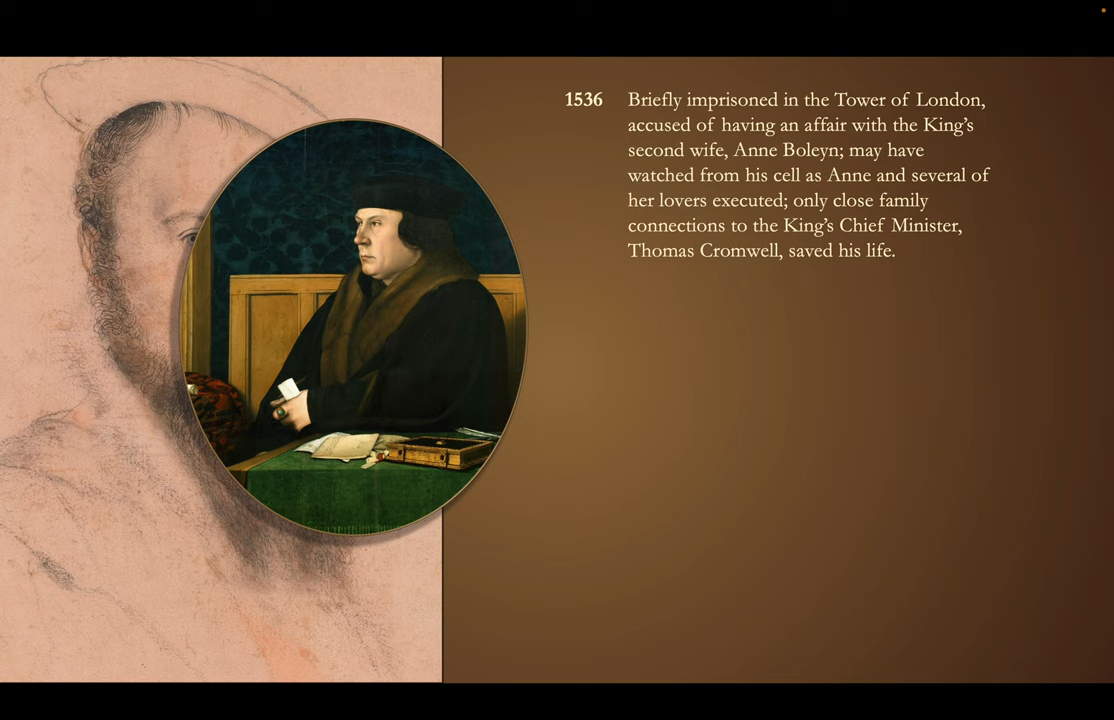 1536 Briefly imprisoned in the Tower of London,
accused of having an affair with the King’s
second wife, Anne Boleyn; may have
watched from his cell as Anne and several of
her lovers executed; only close family
connections to the King’s Chief Minister,
Thomas Cromwell, saved his life.